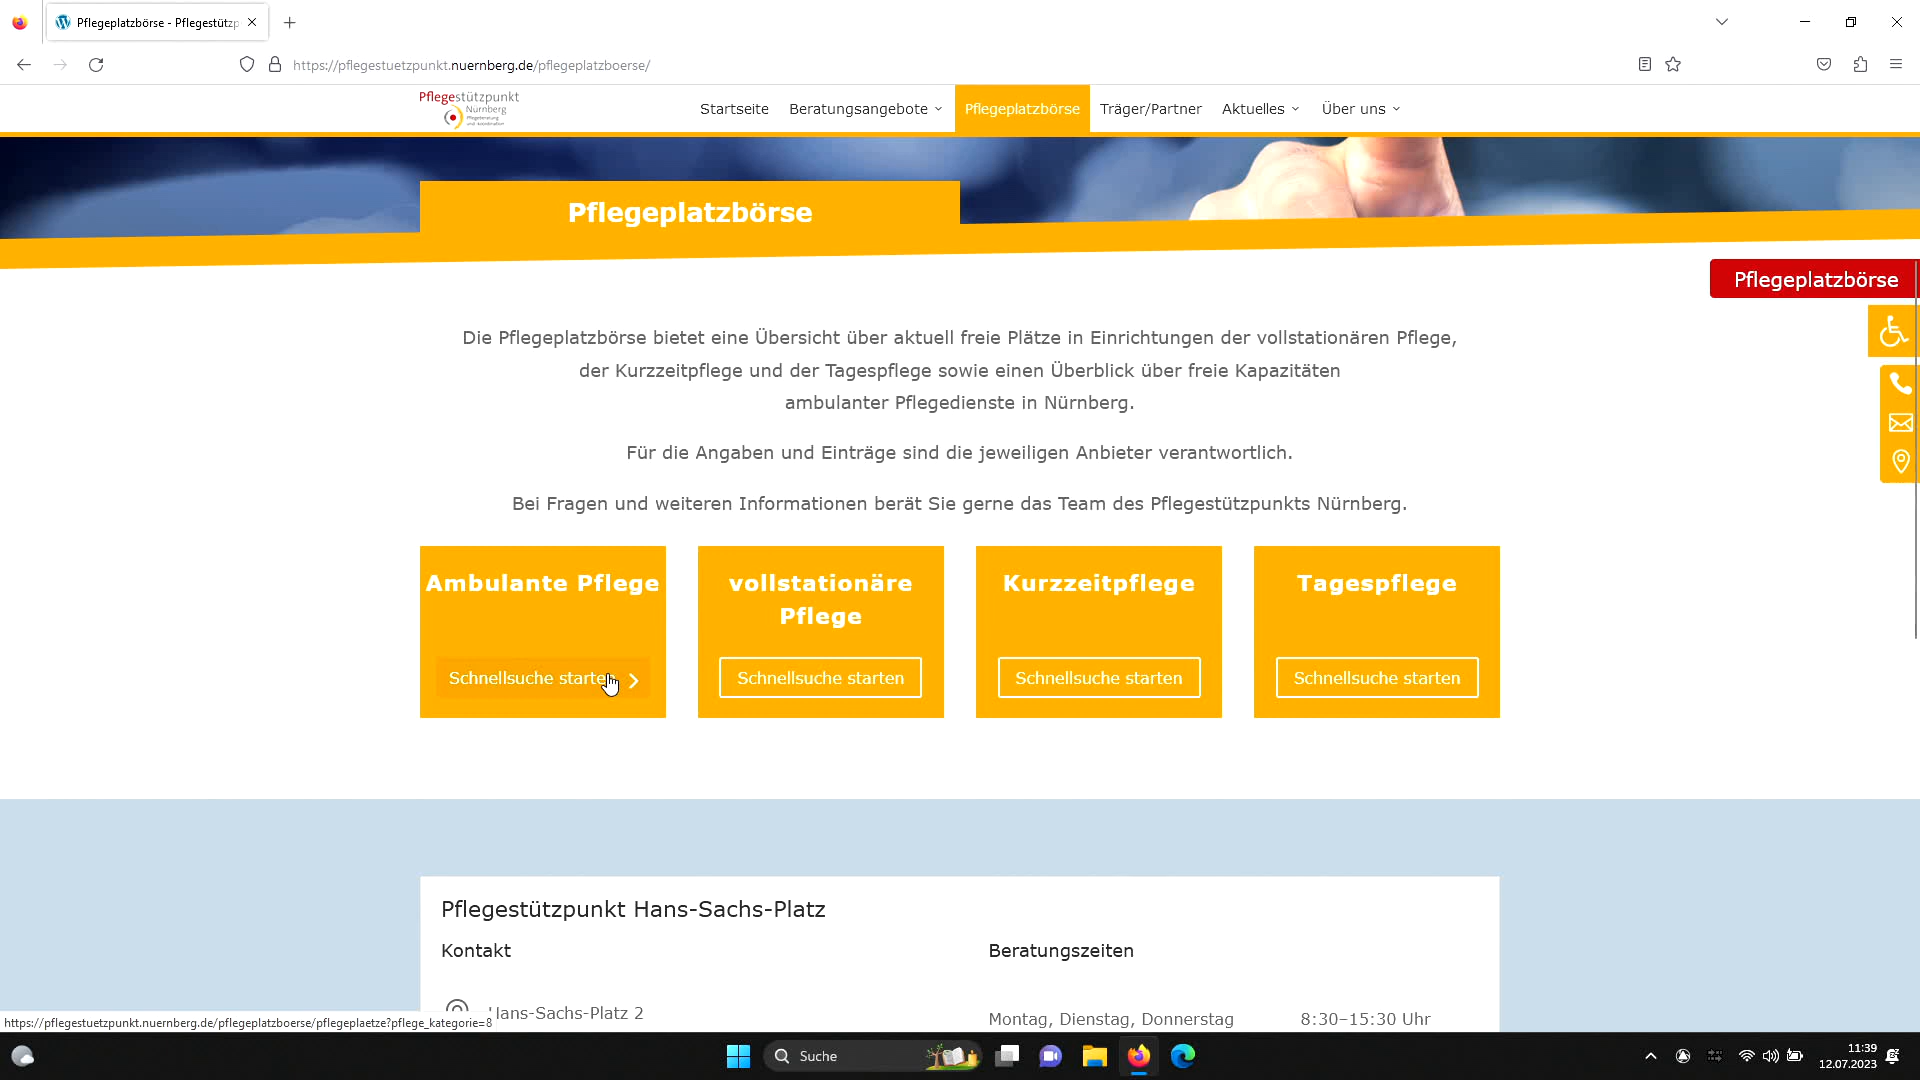 Pflegeplatzbörse - Pflegestützp
https://pflegestuetzpunkt.nuernberg.de/pflegeplatzboerse/
Pflegestützpunkt
Nürnberg
Pflegeberatung
und -koordination
Startseite
Beratungsangebote
Pflegeplatzbörse
Träger/Partner
Aktuelles
Über uns
Pflegeplatzbörse
Pflegeplatzbörse
Die Pflegeplatzbörse bietet eine Übersicht über aktuell freie Plätze in Einrichtungen der vollstationären Pflege,
der Kurzzeitpflege und der Tagespflege sowie einen Überblick über freie Kapazitäten
ambulanter Pflegedienste in Nürnberg.
Für die Angaben und Einträge sind die jeweiligen Anbieter verantwortlich.
Bei Fragen und weiteren Informationen berät Sie gerne das Team des Pflegestützpunkts Nürnberg.
Ambulante Pflege
Schnellsuche starten
vollstationäre
Pflege
Schnellsuche starten
Kurzzeitpflege
Schnellsuche starten
Tagespflege
Schnellsuche starten
Pflegestützpunkt Hans-Sachs-Platz
Kontakt
Hans-Sachs-Platz 2
Beratungszeiten
Montag, Dienstag, Donnerstag
8:30–15:30 Uhr
https://pflegestuetzpunkt.nuernberg.de/pflegeplatzboerse/pflegeplaetze?pflege_kategorie=8
Suche
11:39
12.07.2023